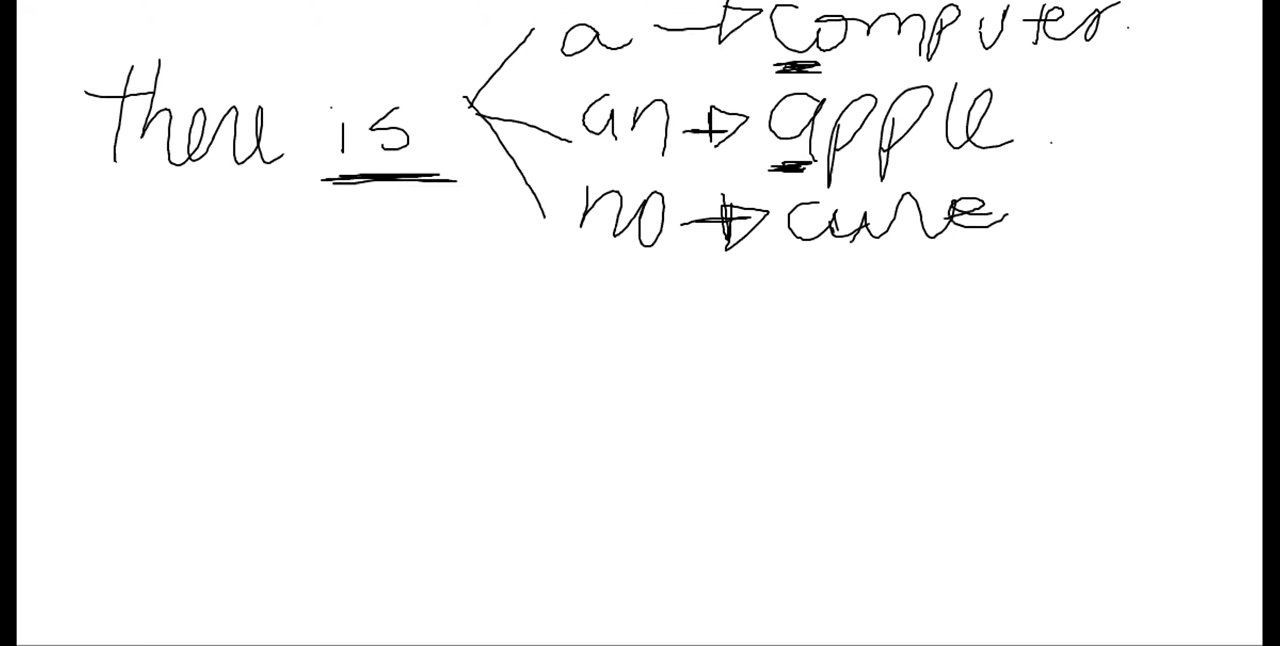 a → computer.
there is an → apple.
no → cure